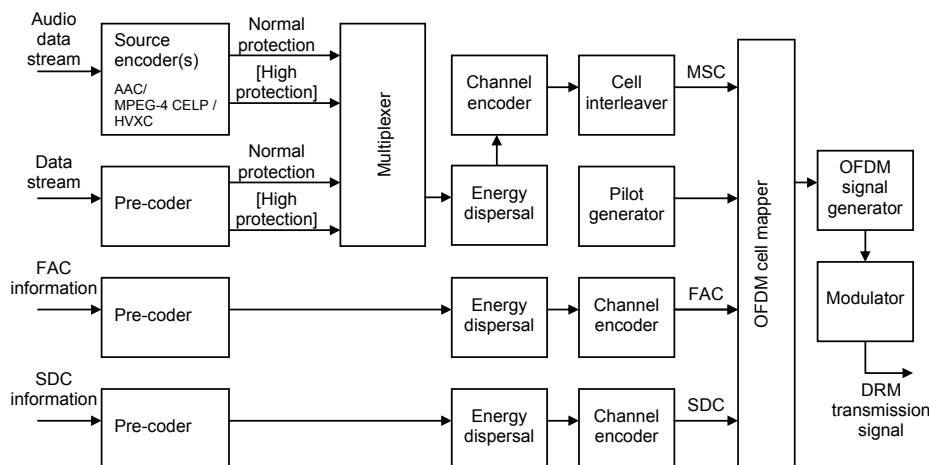 Audio
data
stream
Source
encoder(s)
AAC/
MPEG-4 CELP /
HVXC
Normal
protection
[High
protection]
Multiplexer
Channel
encoder
Cell
interleaver
MSC
Data
stream
Pre-coder
Normal
protection
[High
protection]
Energy
dispersal
Pilot
generator
OFDM cell mapper
OFDM
signal
generator
FAC
information
Pre-coder
Energy
dispersal
Channel
encoder
FAC
Modulator
SDC
information
Pre-coder
Energy
dispersal
Channel
encoder
SDC
DRM
transmission
signal